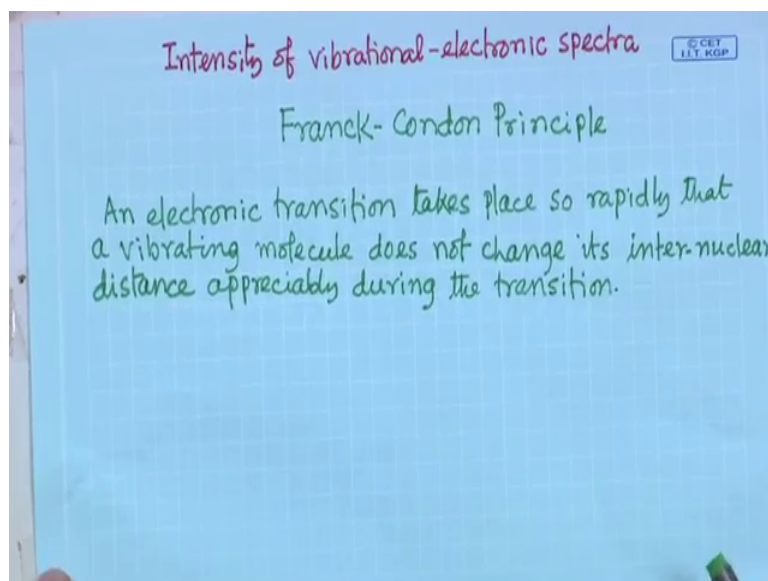 Intensity of vibrational-electronic spectra
© CET
I.I.T. KGP
Franck-Condon Principle
An electronic transition takes place so rapidly that
a vibrating molecule does not change its inter-nuclear
distance appreciably during the transition.